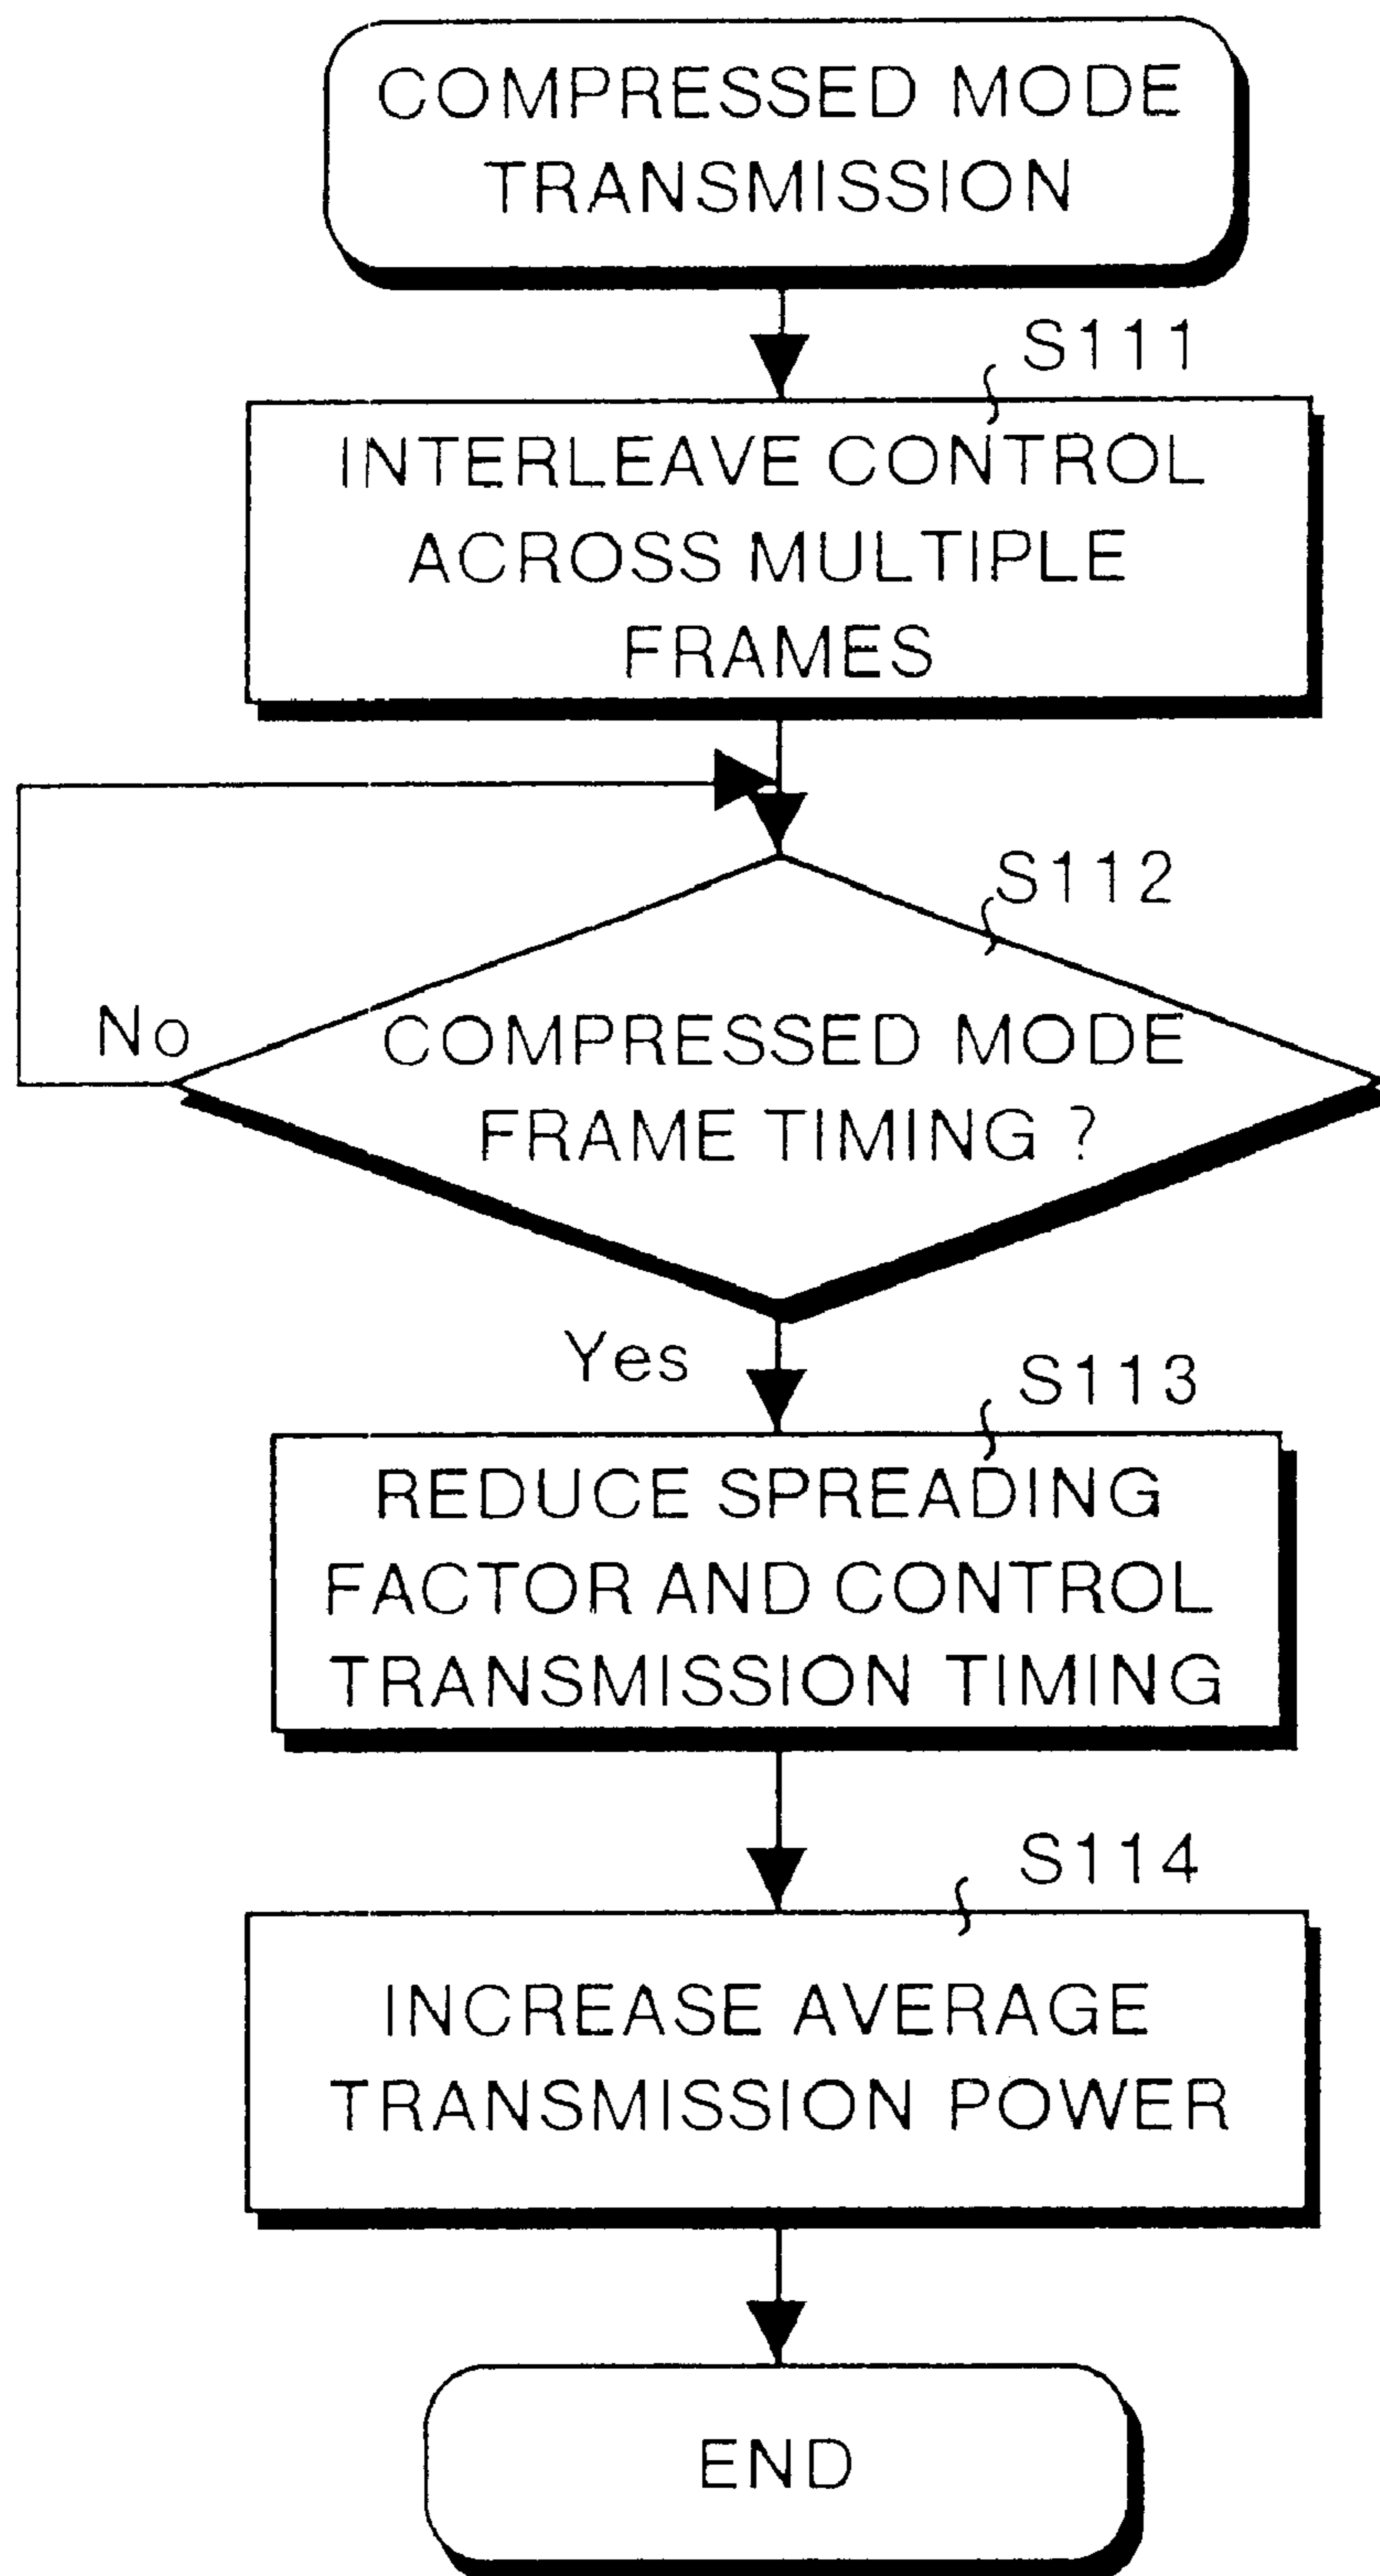 COMPRESSED MODE
TRANSMISSION
S111
INTERLEAVE CONTROL
ACROSS MULTIPLE
FRAMES
S112
No
COMPRESSED MODE
FRAME TIMING ?
Yes
S113
REDUCE SPREADING
FACTOR AND CONTROL
TRANSMISSION TIMING
S114
INCREASE AVERAGE
TRANSMISSION POWER
END